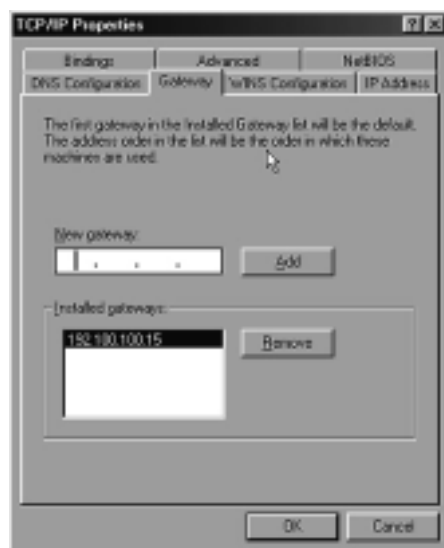 TCP/IP Properties
Bindings Advanced NetBIOS
DNS Configuration Gateway WINS Configuration IP Address
The first gateway in the Installed Gateway list will be the default.
The address order in the list will be the order in which these
machines are used.
New gateway:
. . .
Add
Installed gateways:
192.100.100.15
Remove
OK Cancel